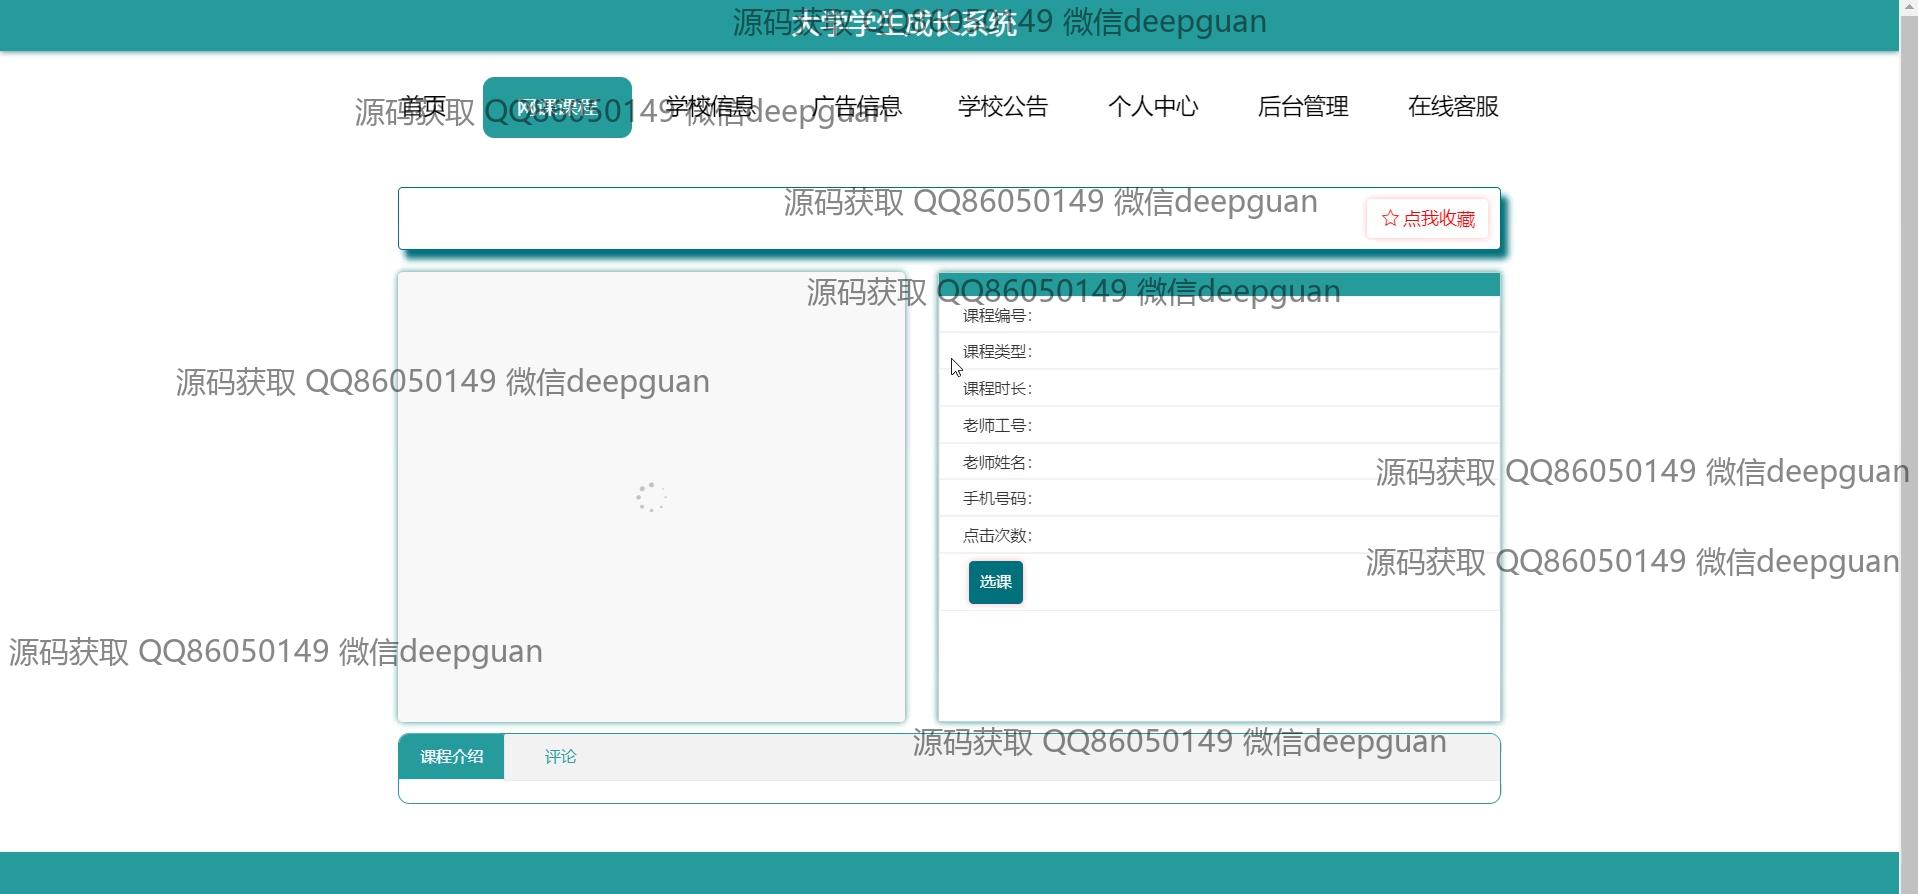 大学学生成长系统
源码获取 QQ86050149 微信deepguan
首页 网课课程 学校信息 广告信息 学校公告 个人中心 后台管理 在线客服
源码获取 QQ86050149 微信deepguan
源码获取 QQ86050149 微信deepguan
☆ 点我收藏
源码获取 QQ86050149 微信deepguan
课程编号：
课程类型：
源码获取 QQ86050149 微信deepguan
课程时长：
老师工号：
老师姓名：
源码获取 QQ86050149 微信deepguan
手机号码：
点击次数：
源码获取 QQ86050149 微信deepguan
选课
源码获取 QQ86050149 微信deepguan
源码获取 QQ86050149 微信deepguan
课程介绍 评论